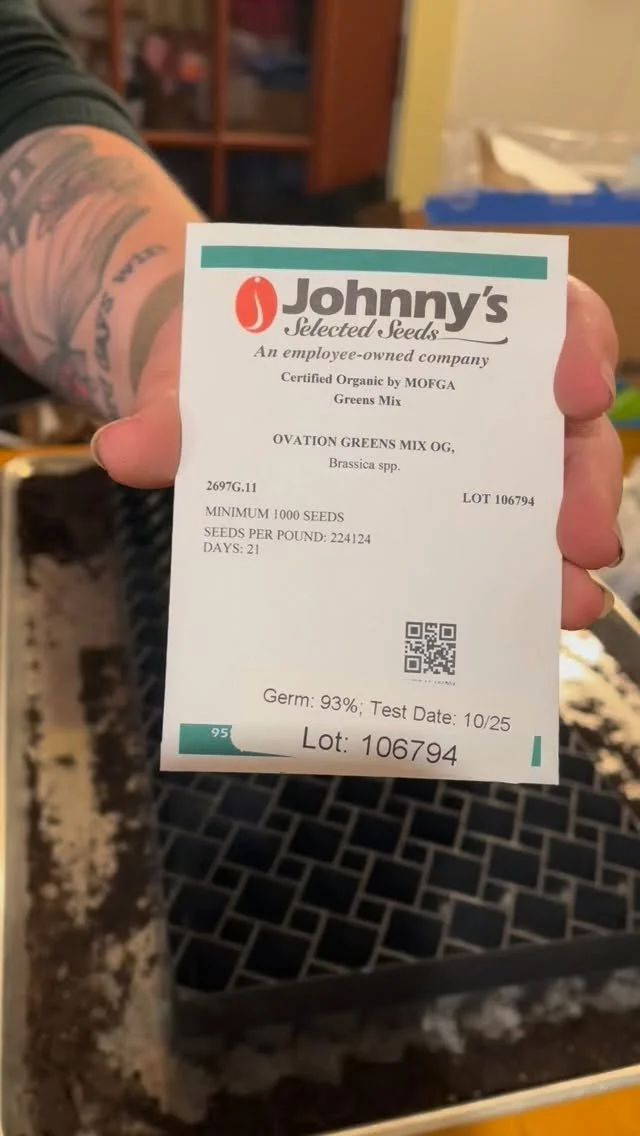 Johnny's
Selected Seeds
An employee-owned company
Certified Organic by MOFGA
Greens Mix
OVATION GREENS MIX OG,
Brassica spp.
2697G.11
LOT 106794
MINIMUM 1000 SEEDS
SEEDS PER POUND: 224124
DAYS: 21
Germ: 93%; Test Date: 10/25
95
Lot: 106794
win